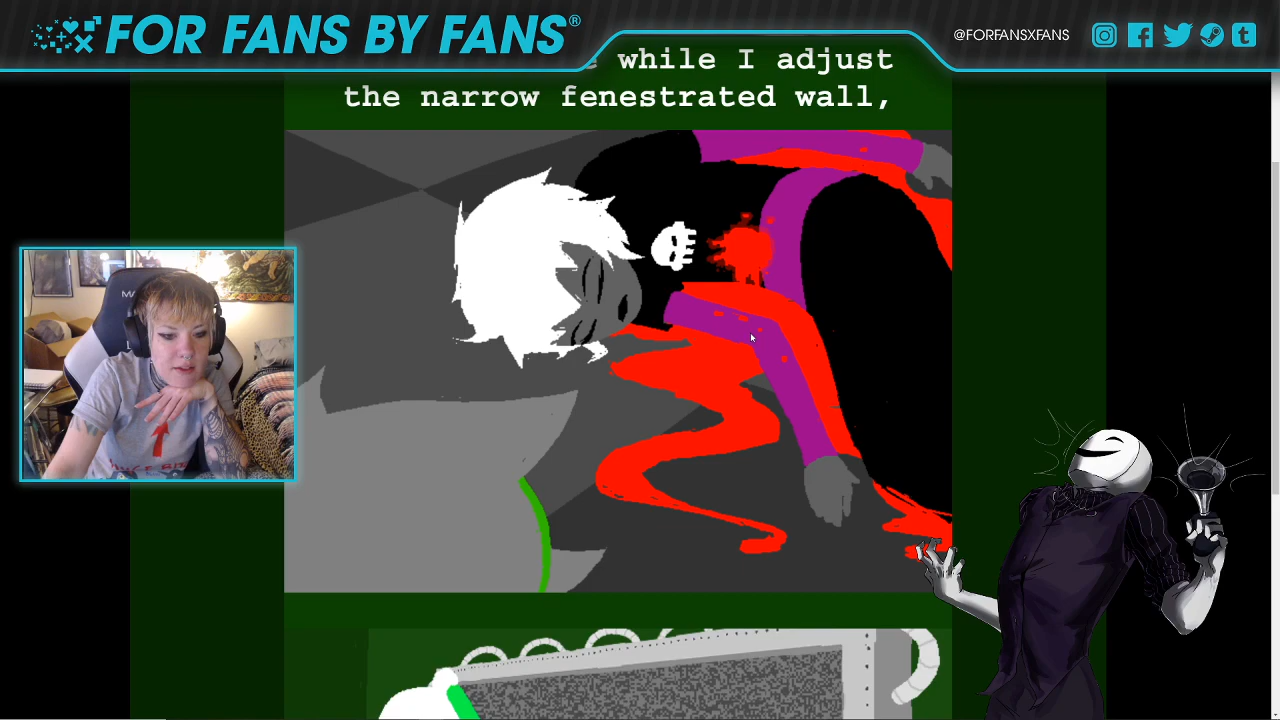 FOR FANS BY FANS®
@FORFANSXFANS
while I adjust
the narrow fenestrated wall,